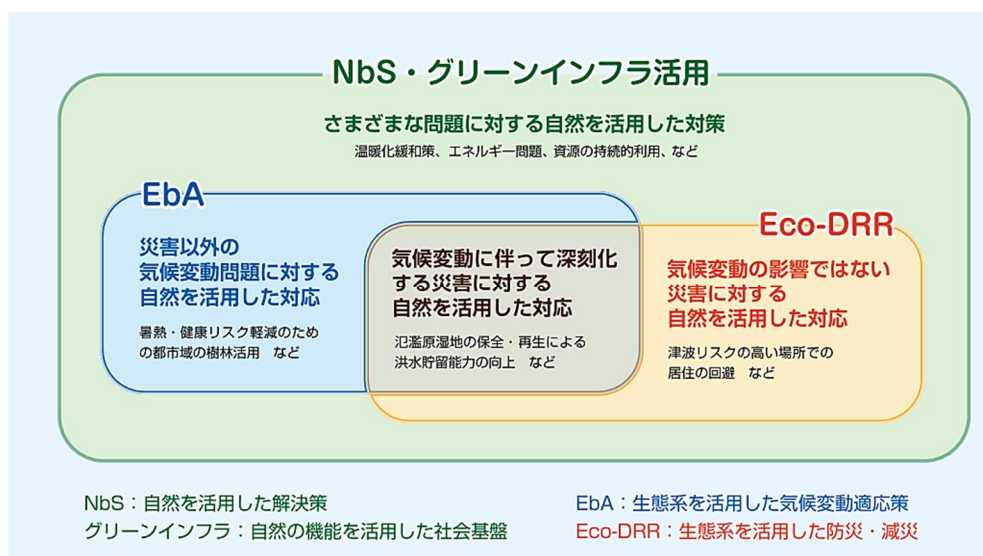 NbS・グリーンインフラ活用
さまざまな問題に対する自然を活用した対策
温暖化緩和策、エネルギー問題、資源の持続的利用、など
EbA
災害以外の
気候変動問題に対する
自然を活用した対応
暑熱・健康リスク軽減のため
の都市域の樹林活用　など
気候変動に伴って深刻化
する災害に対する
自然を活用した対応
氾濫原湿地の保全・再生による
洪水貯留能力の向上　など
Eco-DRR
気候変動の影響ではない
災害に対する
自然を活用した対応
津波リスクの高い場所での
居住の回避　など
NbS：自然を活用した解決策
グリーンインフラ：自然の機能を活用した社会基盤
EbA：生態系を活用した気候変動適応策
Eco-DRR：生態系を活用した防災・減災